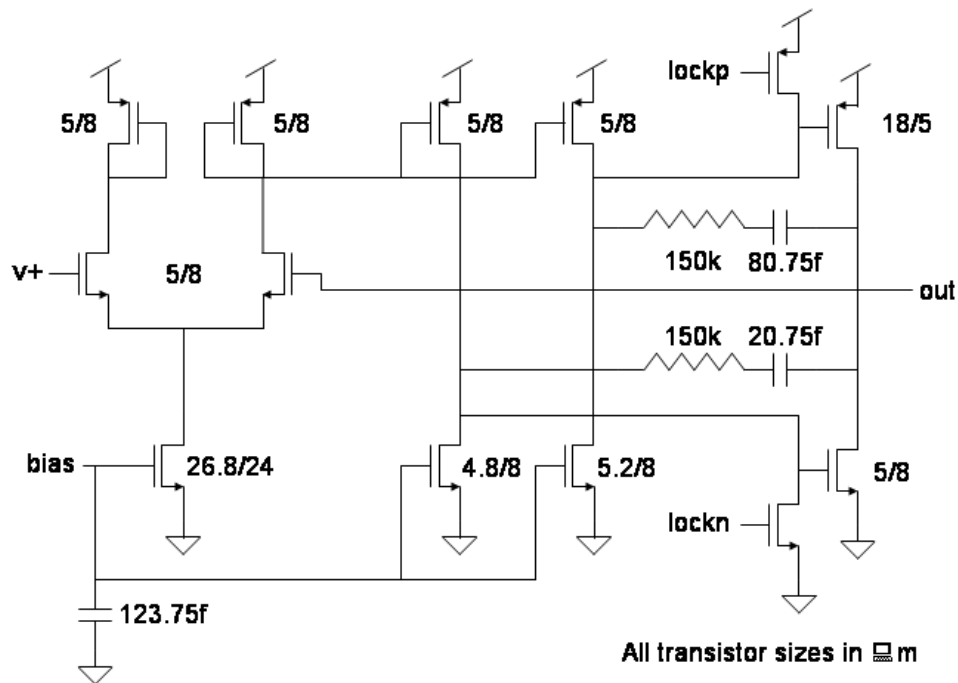 lockp
5/8
5/8
5/8
5/8
18/5
v+
5/8
150k
80.75f
out
150k
20.75f
bias
26.8/24
4.8/8
5.2/8
5/8
lockn
123.75f
All transistor sizes in m